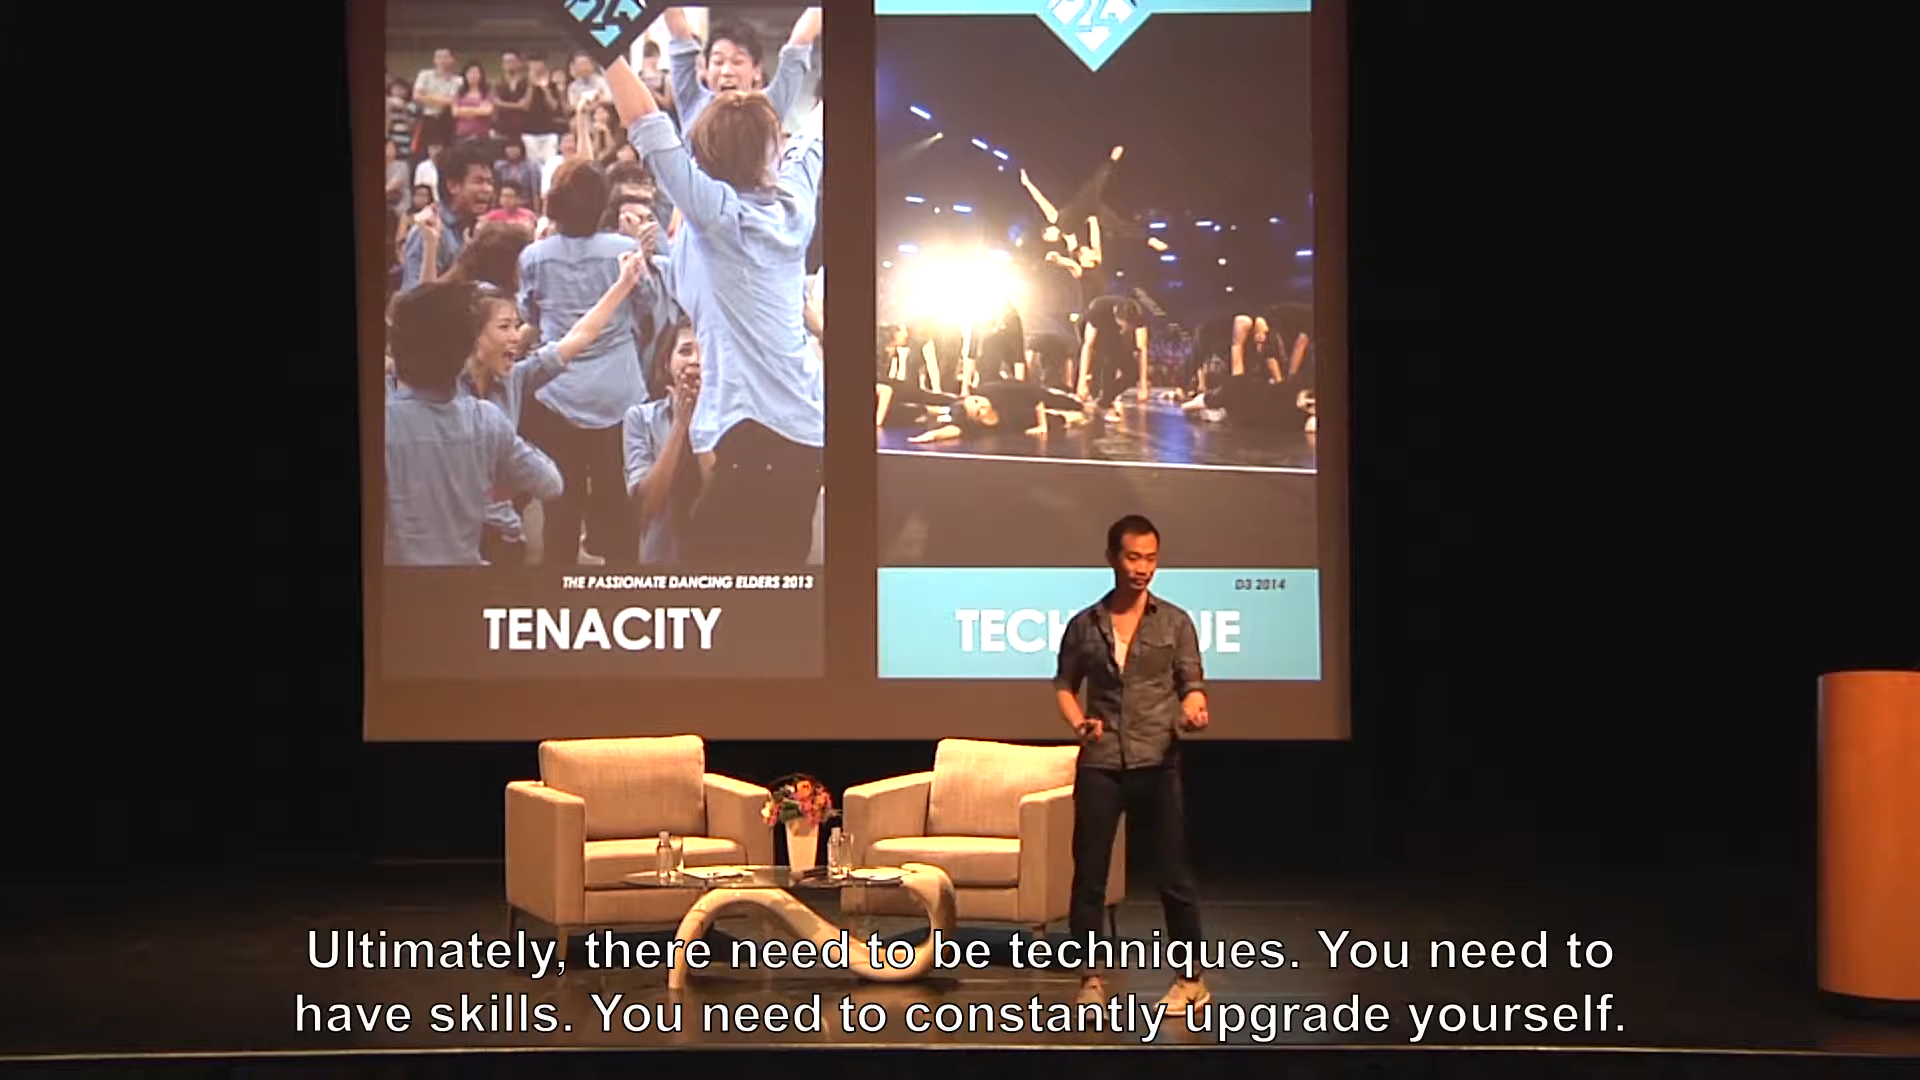 THE PASSIONATE DANCING ELDERS 2013
TENACITY
D3 2014
Ultimately, there need to be techniques. You need to
have skills. You need to constantly upgrade yourself.